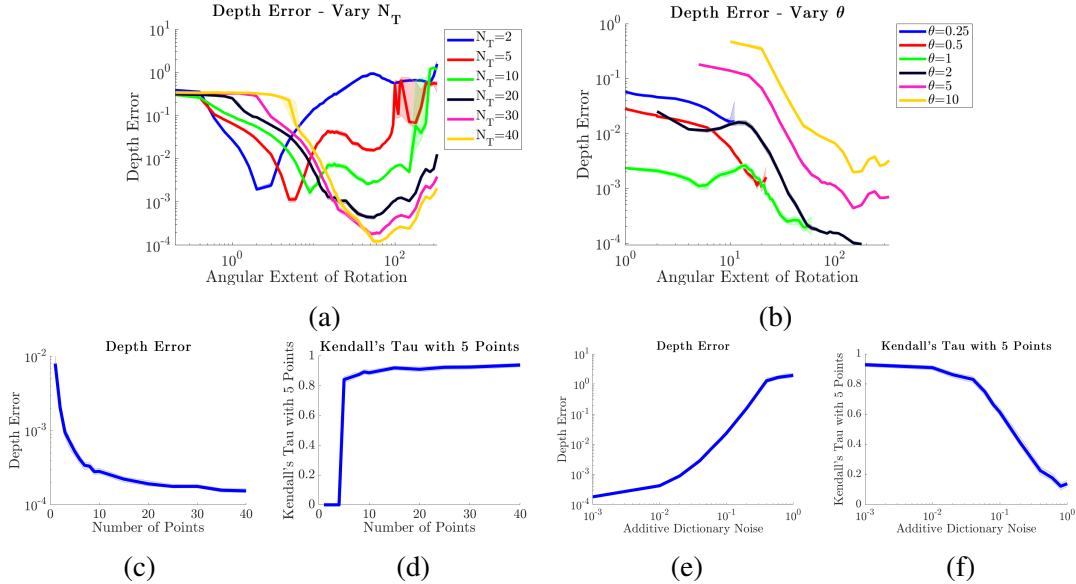 Depth Error - Vary N_T
Depth Error
10^1
10^0
10^-1
10^-2
10^-3
10^-4
10^0
10^1
10^2
Angular Extent of Rotation
N_T=2
N_T=5
N_T=10
N_T=20
N_T=30
N_T=40
(a)
Depth Error - Vary θ
Depth Error
10^0
10^-1
10^-2
10^-3
10^-4
10^0
10^1
10^2
Angular Extent of Rotation
θ=0.25
θ=0.5
θ=1
θ=2
θ=5
θ=10
(b)
Depth Error
Depth Error
10^-2
10^-3
10^-4
10
20
30
40
Number of Points
(c)
Kendall's Tau with 5 Points
Kendall's Tau with 5 Points
1
0.8
0.6
0.4
0.2
0
10
20
30
40
Number of Points
(d)
Depth Error
Depth Error
10^1
10^0
10^-1
10^-2
10^-3
10^-4
10^-3
10^-2
10^-1
10^0
Additive Dictionary Noise
(e)
Kendall's Tau with 5 Points
Kendall's Tau with 5 Points
1
0.8
0.6
0.4
0.2
0
10^-3
10^-2
10^-1
10^0
Additive Dictionary Noise
(f)